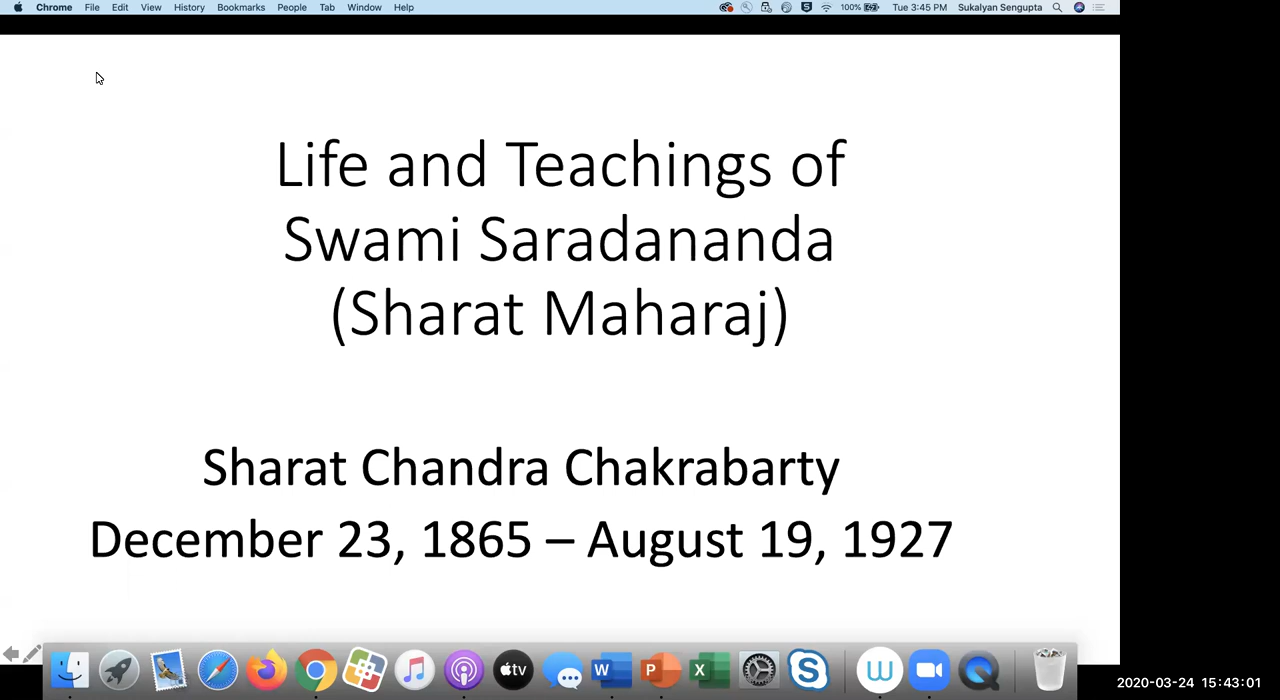 Chrome File Edit View History Bookmarks People Tab Window Help 100% Tue 3:45 PM Sukalyan Sengupta
Life and Teachings of
Swami Saradananda
(Sharat Maharaj)
Sharat Chandra Chakrabarty
December 23, 1865 – August 19, 1927
tv W P X S W
2020-03-24 15:43:01